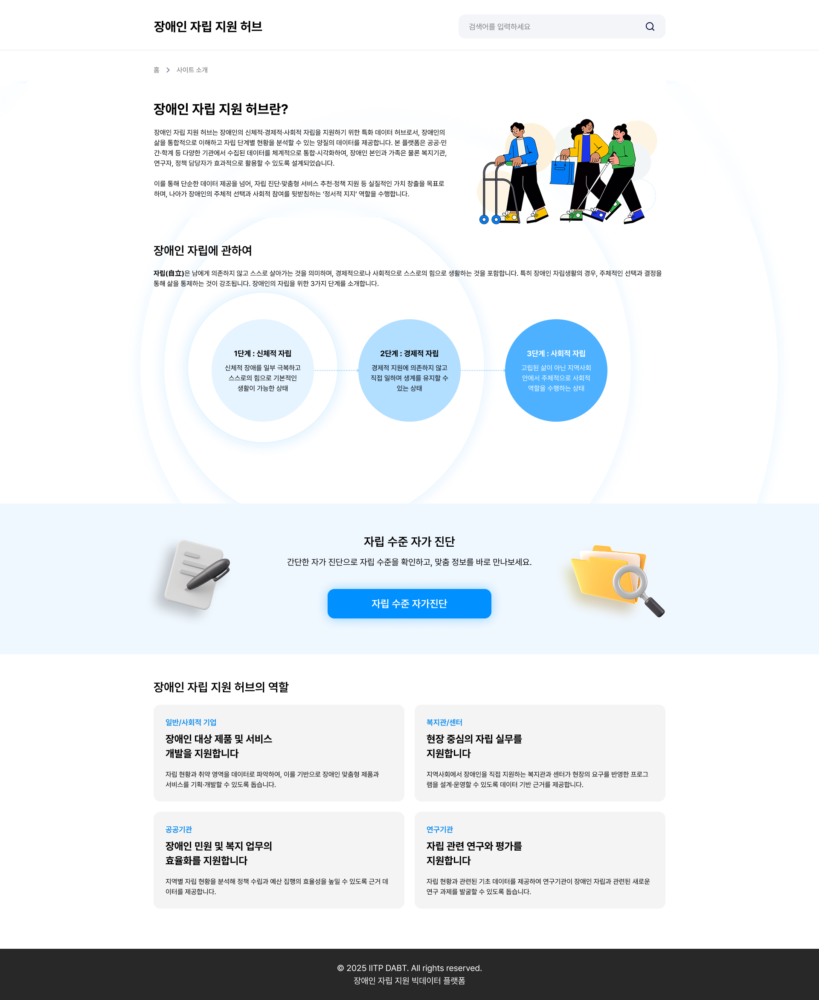 장애인 자립 지원 허브
검색어를 입력하세요
홈 > 사이트 소개
장애인 자립 지원 허브란?
장애인 자립 지원 허브는 장애인의 신체적·경제적·사회적 자립을 지원하기 위한 특화 데이터 허브로서, 장애인의
삶을 통합적으로 이해하고 자립 단계별 현황을 분석할 수 있는 양질의 데이터를 제공합니다. 본 플랫폼은 공공·민
간·학계 등 다양한 기관에서 수집된 데이터를 체계적으로 통합·시각화하여, 장애인 본인과 가족은 물론 복지기관,
연구자, 정책 담당자가 효과적으로 활용할 수 있도록 설계되었습니다.
이를 통해 단순한 데이터 제공을 넘어, 자립 진단·맞춤형 서비스 추천·정책 지원 등 실질적인 가치 창출을 목표로
하며, 나아가 장애인의 주체적 선택과 사회적 참여를 뒷받침하는 ‘정서적 지지’ 역할을 수행합니다.
장애인 자립에 관하여
자립(自立)은 남에게 의존하지 않고 스스로 살아가는 것을 의미하며, 경제적으로나 사회적으로 스스로의 힘으로 생활하는 것을 포함합니다. 특히 장애인 자립생활의 경우, 주체적인 선택과 결정을
통해 삶을 통제하는 것이 강조됩니다. 장애인의 자립을 위한 3가지 단계를 소개합니다.
1단계 : 신체적 자립
신체적 장애를 일부 극복하고
스스로의 힘으로 기본적인
생활이 가능한 상태
2단계 : 경제적 자립
경제적 지원에 의존하지 않고
직접 일하며 생계를 유지할 수
있는 상태
3단계 : 사회적 자립
고립된 삶이 아닌 지역사회
안에서 주체적으로 사회적
역할을 수행하는 상태
자립 수준 자가 진단
간단한 자가 진단으로 자립 수준을 확인하고, 맞춤 정보를 바로 만나보세요.
자립 수준 자가진단
장애인 자립 지원 허브의 역할
일반/사회적 기업
장애인 대상 제품 및 서비스
개발을 지원합니다
자립 현황과 취약 영역을 데이터로 파악하여, 이를 기반으로 장애인 맞춤형 제품과
서비스를 기획·개발할 수 있도록 돕습니다.
복지관/센터
현장 중심의 자립 실무를
지원합니다
지역사회에서 장애인을 직접 지원하는 복지관과 센터가 현장의 요구를 반영한 프로그
램을 설계·운영할 수 있도록 데이터 기반 근거를 제공합니다.
공공기관
장애인 민원 및 복지 업무의
효율화를 지원합니다
지역별 자립 현황을 분석해 정책 수립과 예산 집행의 효율성을 높일 수 있도록 근거 데
이터를 제공합니다.
연구기관
자립 관련 연구와 평가를
지원합니다
자립 현황과 관련된 기초 데이터를 제공하여 연구기관이 장애인 자립과 관련된 새로운
연구 과제를 발굴할 수 있도록 돕습니다.
© 2025 IITP DABT. All rights reserved.
장애인 자립 지원 빅데이터 플랫폼